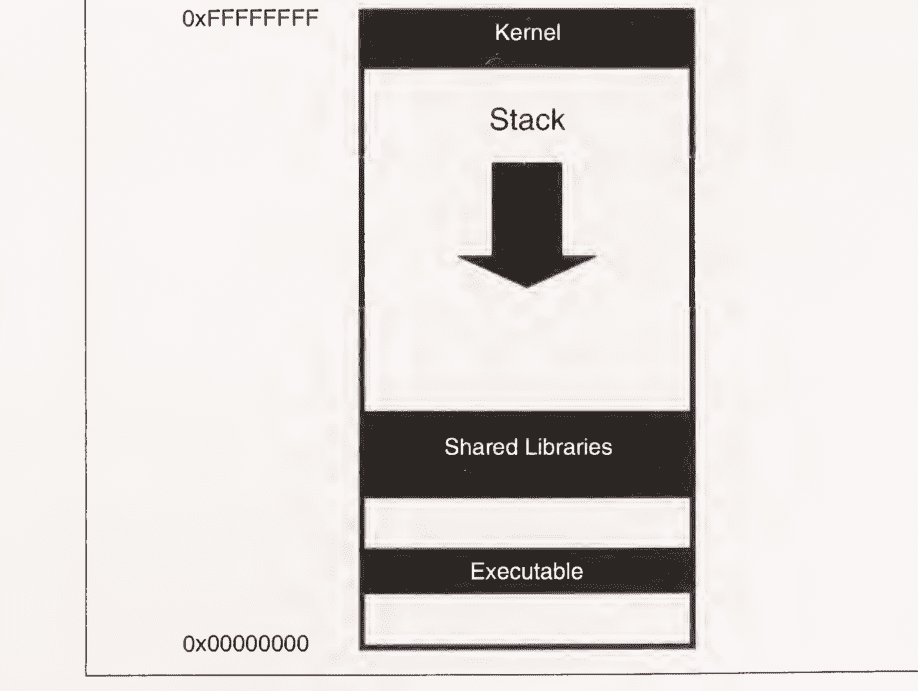 0xFFFFFFFF
Kernel
Stack
Shared Libraries
Executable
0x00000000